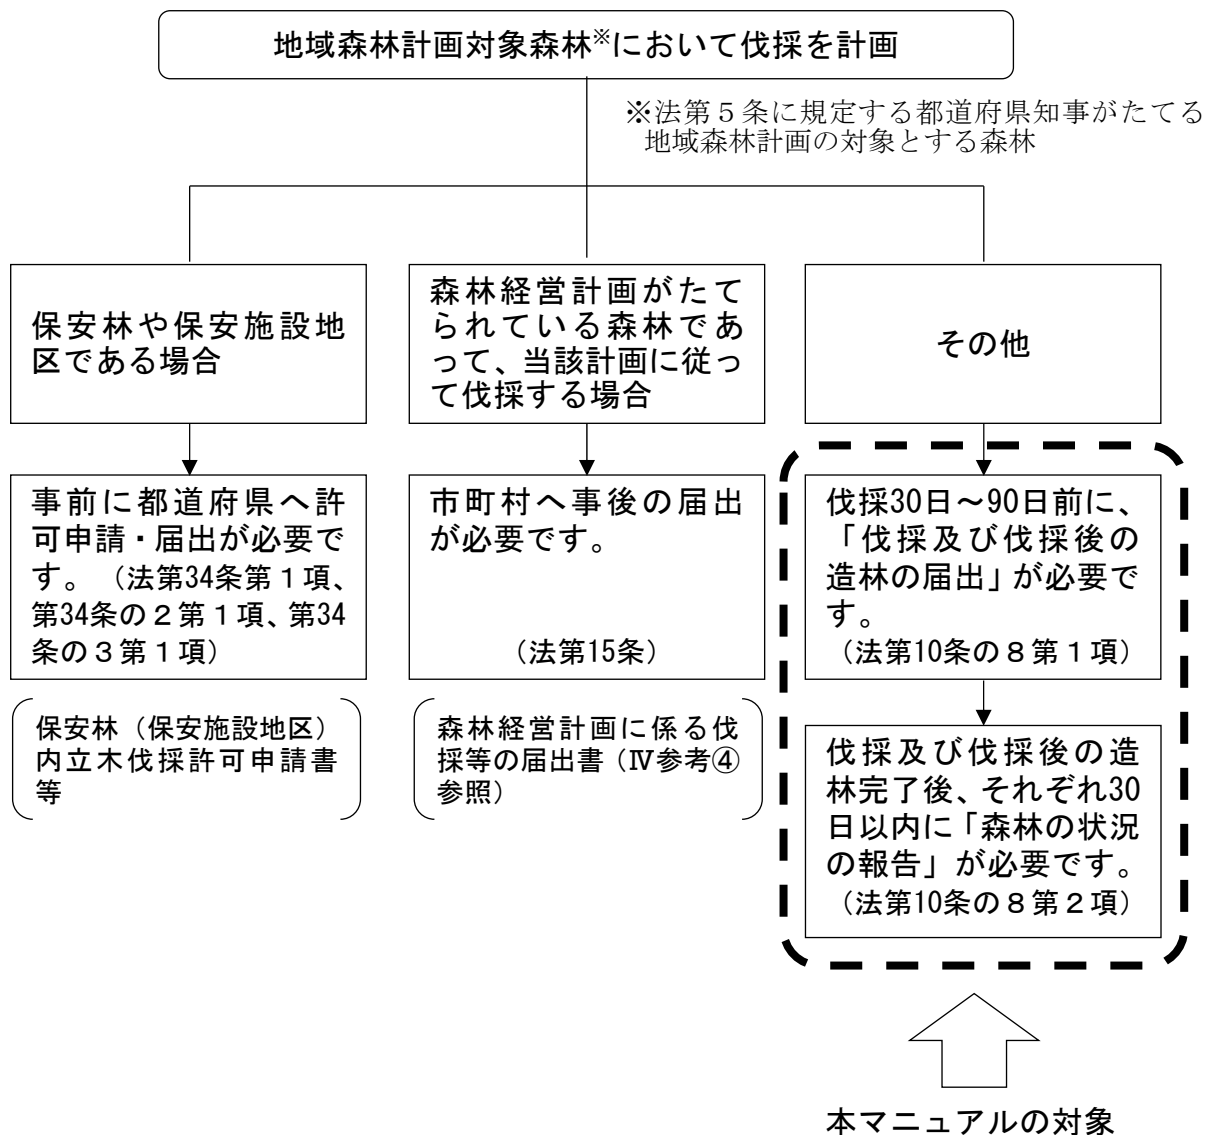 地域森林計画対象森林※において伐採を計画
※法第５条に規定する都道府県知事がたてる
地域森林計画の対象とする森林
保安林や保安施設地
区である場合
森林経営計画がたて
られている森林であ
って、当該計画に従っ
て伐採する場合
その他
事前に都道府県へ許
可申請・届出が必要で
す。（法第34条第１項、
第34条の２第１項、第34
条の３第１項）
市町村へ事後の届出
が必要です。
（法第15条）
伐採30日～90日前に、
「伐採及び伐採後の
造林の届出」が必要で
す。
（法第10条の８第１項）
保安林（保安施設地区）
内立木伐採許可申請書
等
森林経営計画に係る伐
採等の届出書（Ⅳ参考④
参照）
伐採及び伐採後の造
林完了後、それぞれ30
日以内に「森林の状況
の報告」が必要です。
（法第10条の８第２項）
本マニュアルの対象